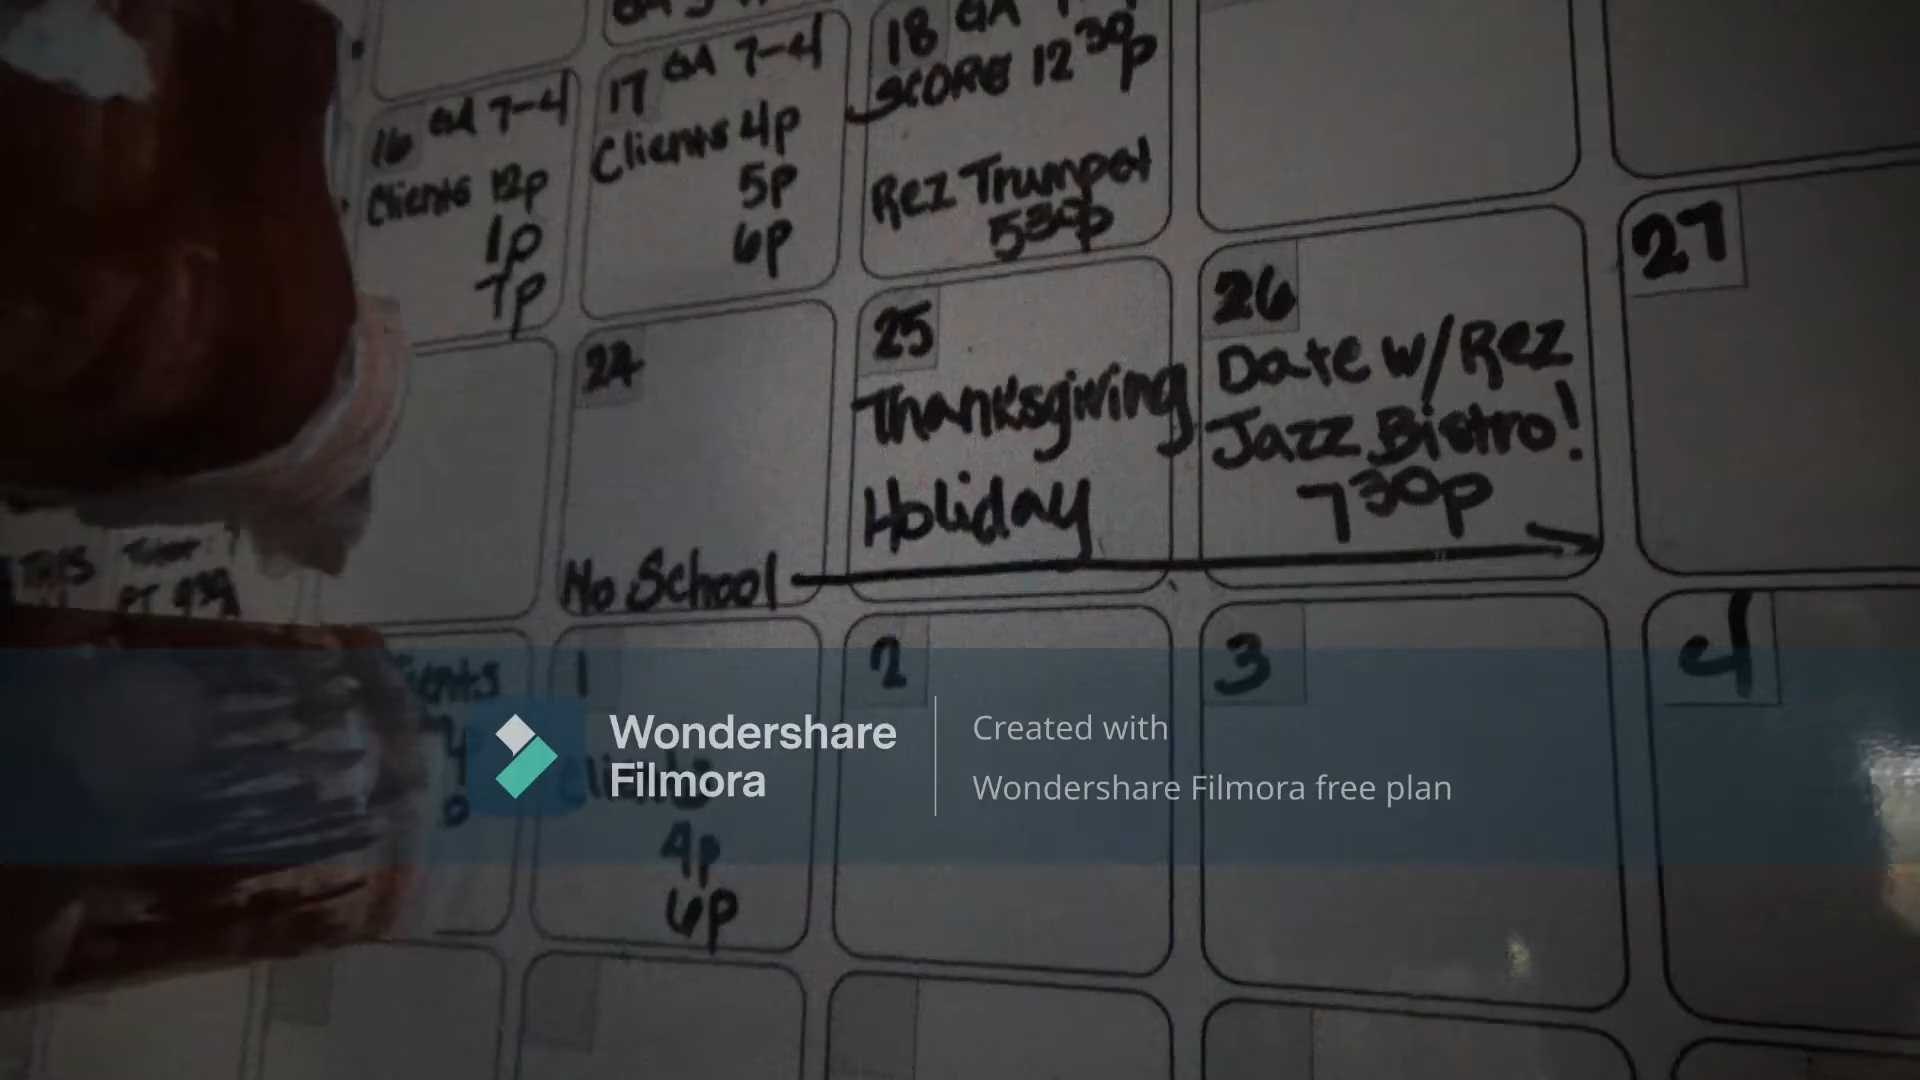 16 GA 7-4
Clients 12p
1p
7p
17 GA 7-4
Clients 4p
5p
6p
18 GA
SCORE 12 30p
Rez Trumpet
530p
24
No School
25
Thanksgiving
Holiday
26
Date w/Rez
Jazz Bistro!
730p
27
1
4p
6p
2
3
4
Wondershare
Filmora
Created with
Wondershare Filmora free plan